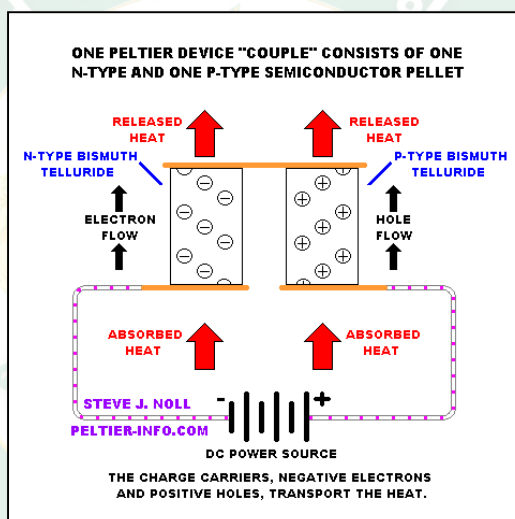 ONE PELTIER DEVICE "COUPLE" CONSISTS OF ONE
N-TYPE AND ONE P-TYPE SEMICONDUCTOR PELLET
RELEASED
HEAT
RELEASED
HEAT
N-TYPE BISMUTH
TELLURIDE
P-TYPE BISMUTH
TELLURIDE
ELECTRON
FLOW
HOLE
FLOW
ABSORBED
HEAT
ABSORBED
HEAT
STEVE J. NOLL
PELTIER-INFO.COM
- +
DC POWER SOURCE
THE CHARGE CARRIERS, NEGATIVE ELECTRONS
AND POSITIVE HOLES, TRANSPORT THE HEAT.